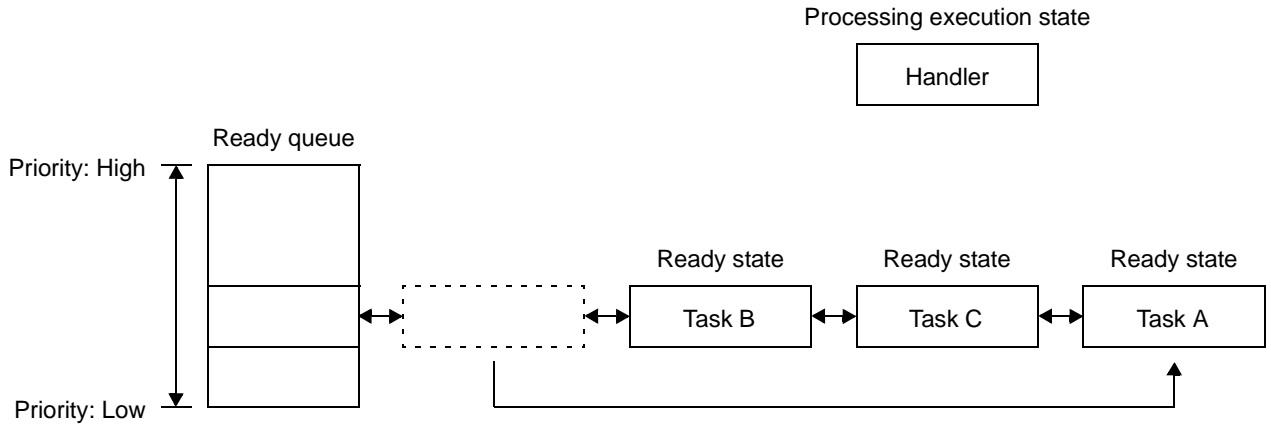 Processing execution state
Handler
Ready queue
Priority: High
Ready state
Ready state
Ready state
Task B
Task C
Task A
Priority: Low